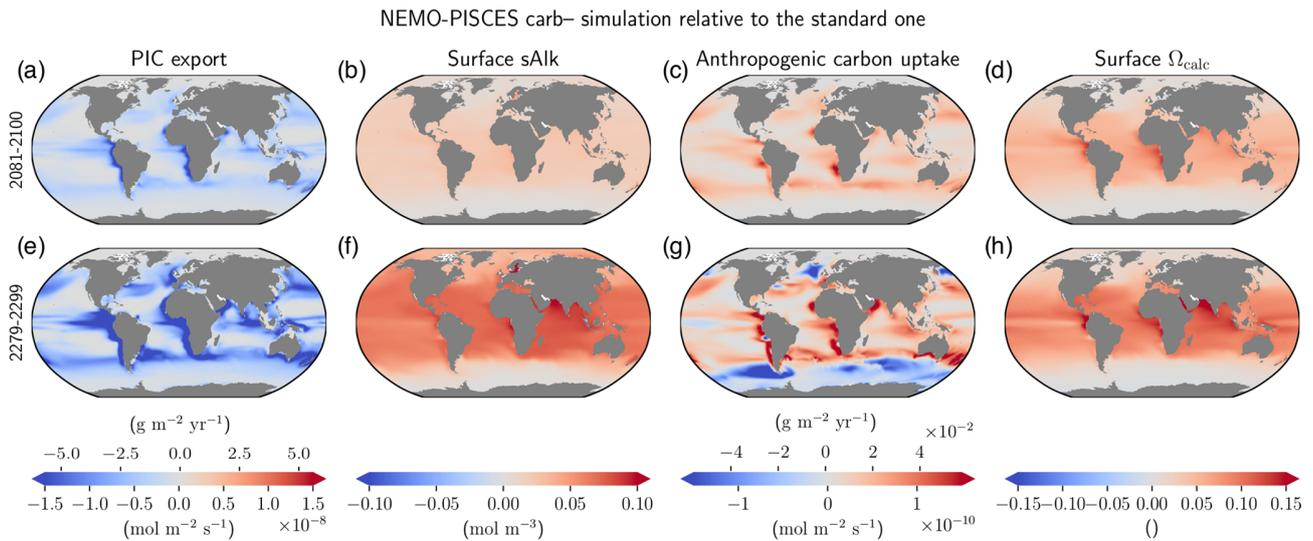 NEMO-PISCES carb– simulation relative to the standard one
(a) PIC export (b) Surface sAlk (c) Anthropogenic carbon uptake (d) Surface Ω_calc
2081-2100
(e) (f) (g) (h)
2279-2299
(g m⁻² yr⁻¹) (g m⁻² yr⁻¹) ×10⁻²
−5.0 −2.5 0.0 2.5 5.0 −4 −2 0 2 4
−1.5 −1.0 −0.5 0.0 0.5 1.0 1.5 −0.10 −0.05 0.00 0.05 0.10 −1 0 1 −0.15 −0.10 −0.05 0.00 0.05 0.10 0.15
(mol m⁻² s⁻¹) ×10⁻⁸ (mol m⁻³) (mol m⁻² s⁻¹) ×10⁻¹⁰ ()